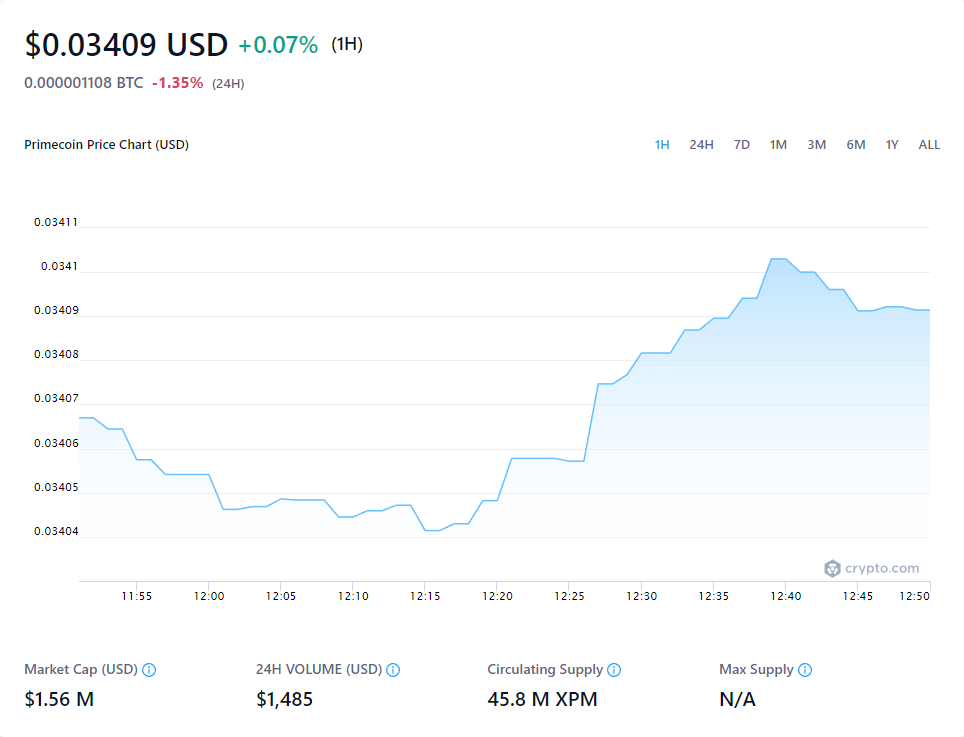 $0.03409 USD +0.07% (1H)
0.000001108 BTC -1.35% (24H)
Primecoin Price Chart (USD) 1H 24H 7D 1M 3M 6M 1Y ALL
0.03411
0.0341
0.03409
0.03408
0.03407
0.03406
0.03405
0.03404
crypto.com
11:55 12:00 12:05 12:10 12:15 12:20 12:25 12:30 12:35 12:40 12:45 12:50
Market Cap (USD) 24H VOLUME (USD) Circulating Supply Max Supply
$1.56 M $1,485 45.8 M XPM N/A